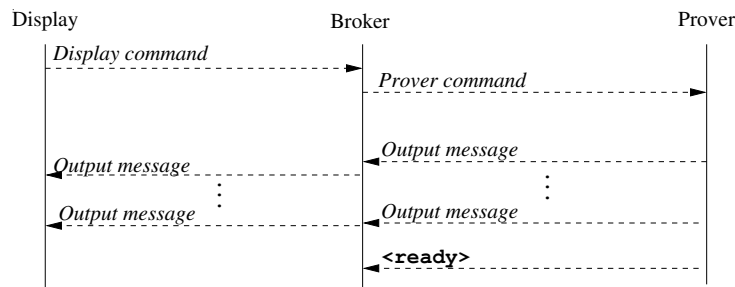 Display Broker Prover
Display command
Prover command
Output message
Output message
Output message
Output message
<ready>